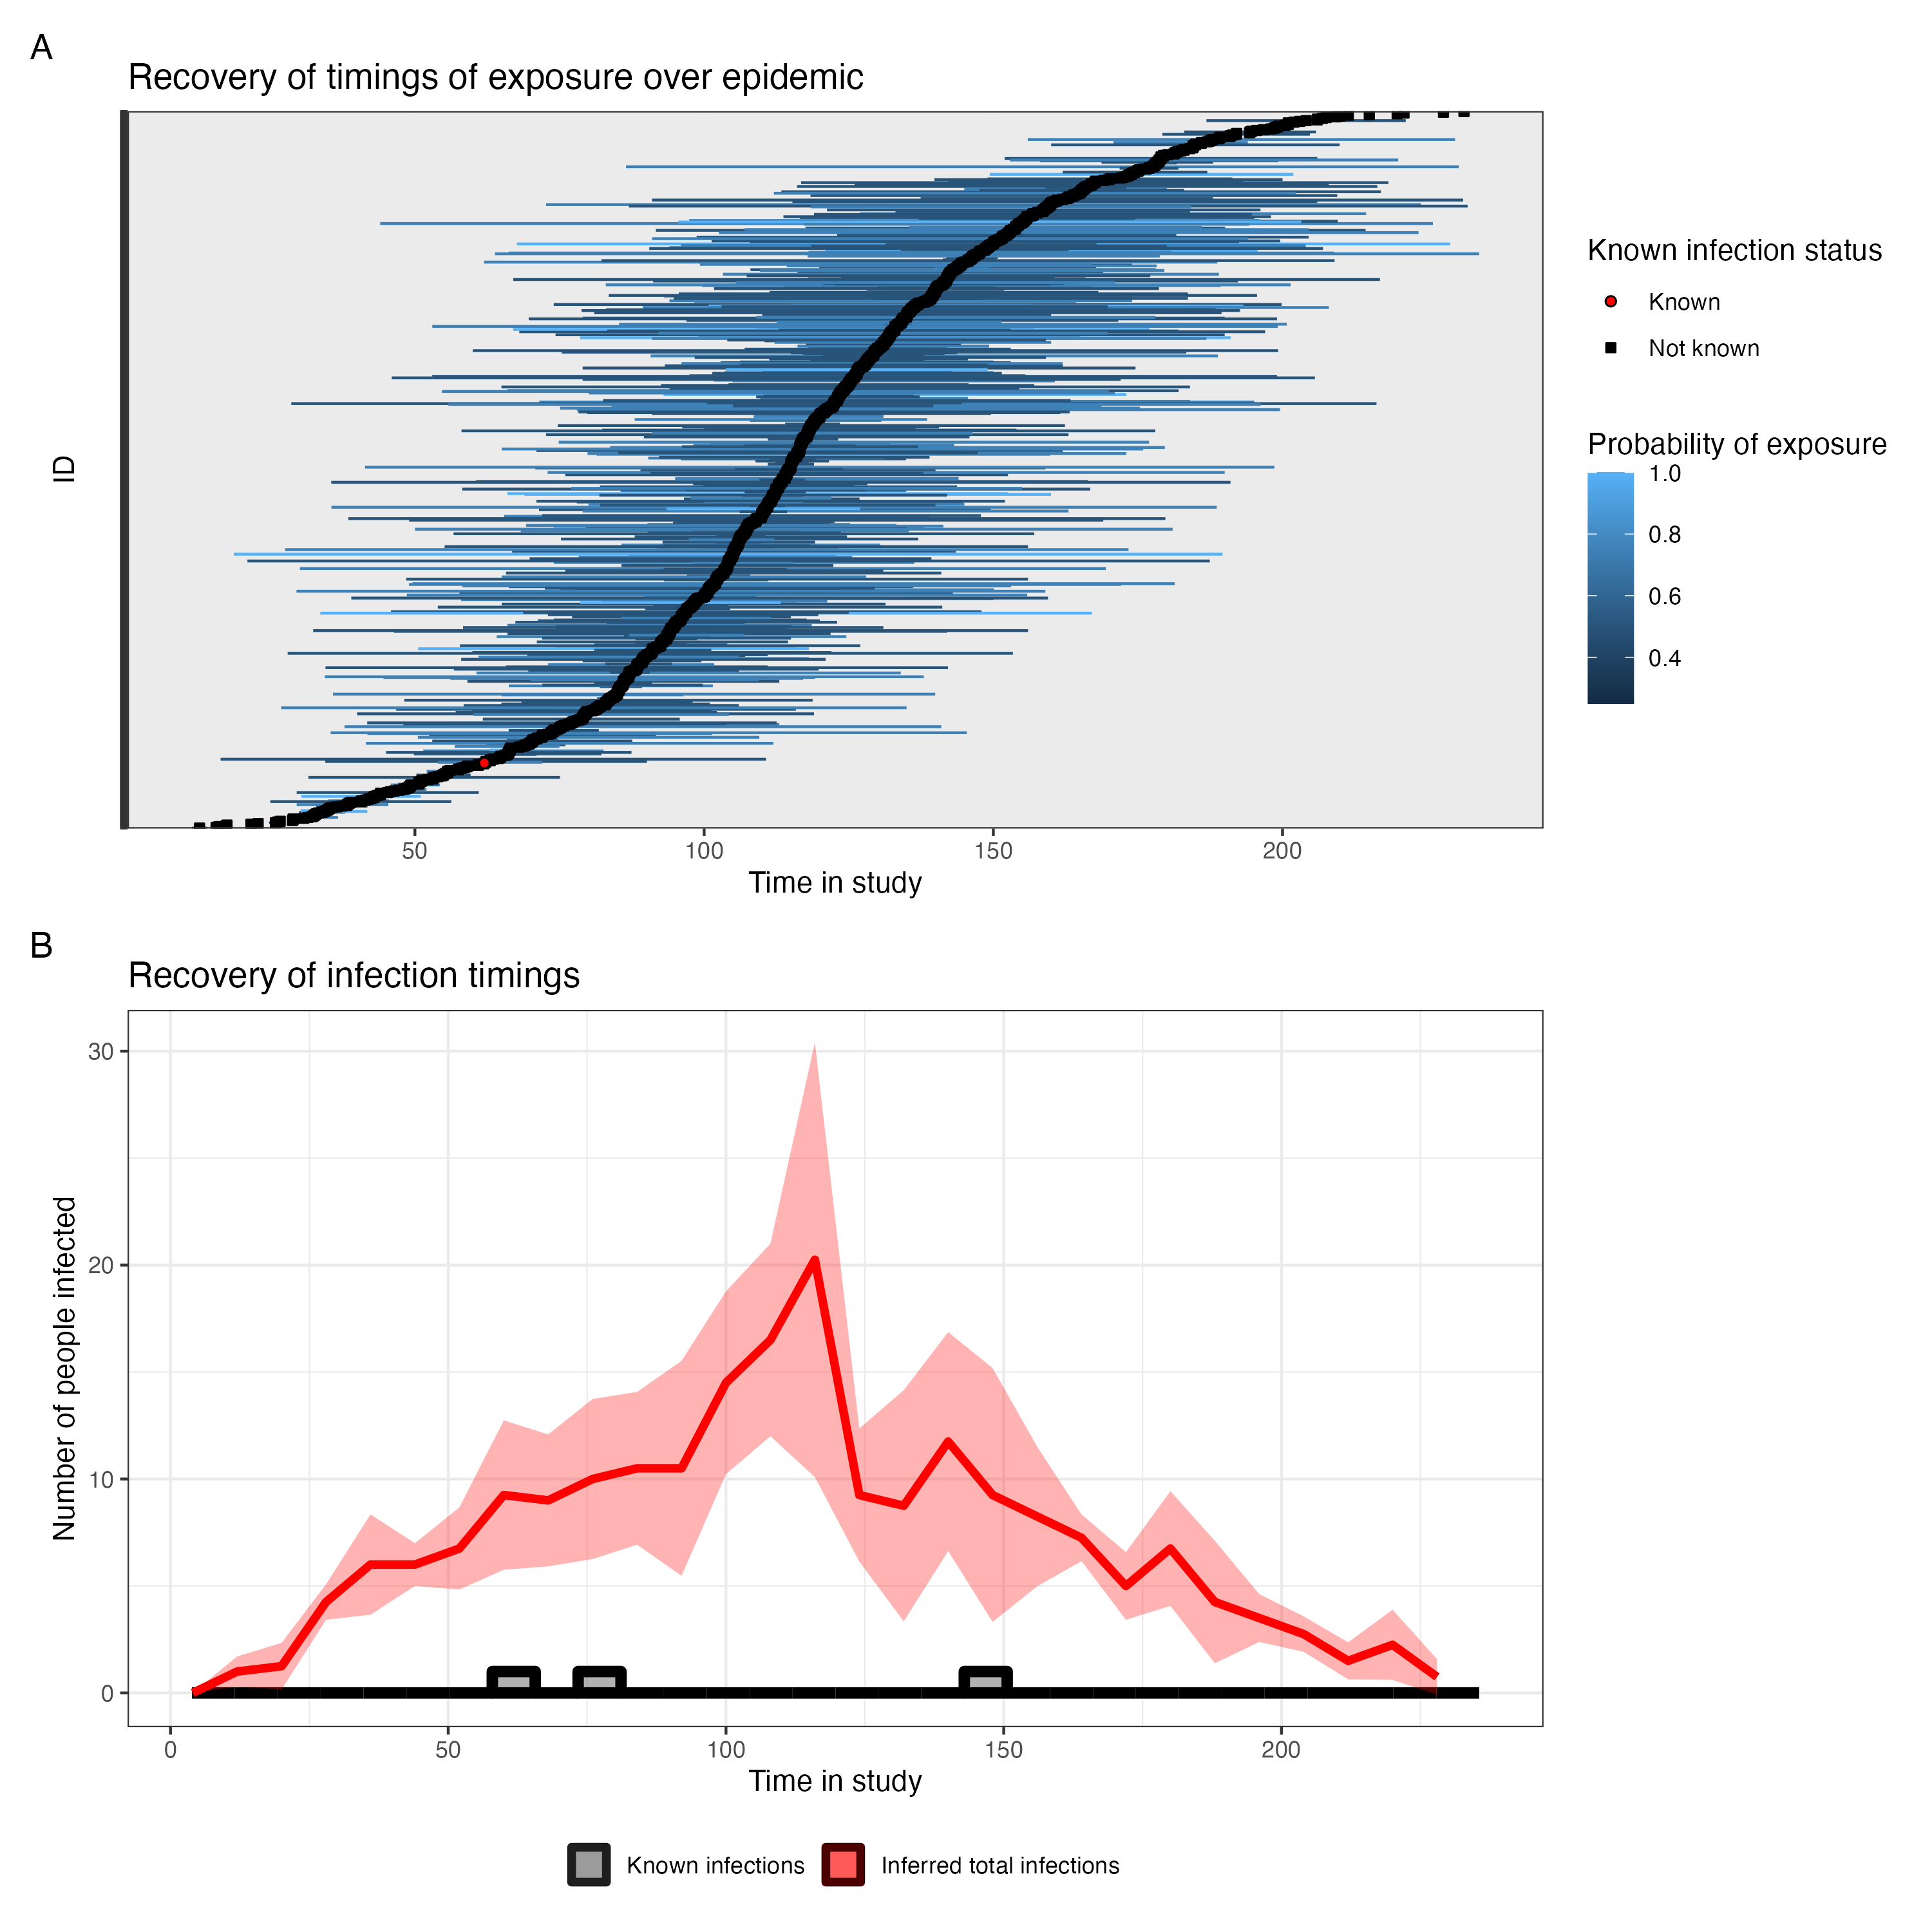 A
Recovery of timings of exposure over epidemic
ID
50 100 150 200
Time in study
Known infection status
Known
Not known
Probability of exposure
1.0
0.8
0.6
0.4
B
Recovery of infection timings
Number of people infected
30
20
10
0
0 50 100 150 200
Time in study
Known infections Inferred total infections